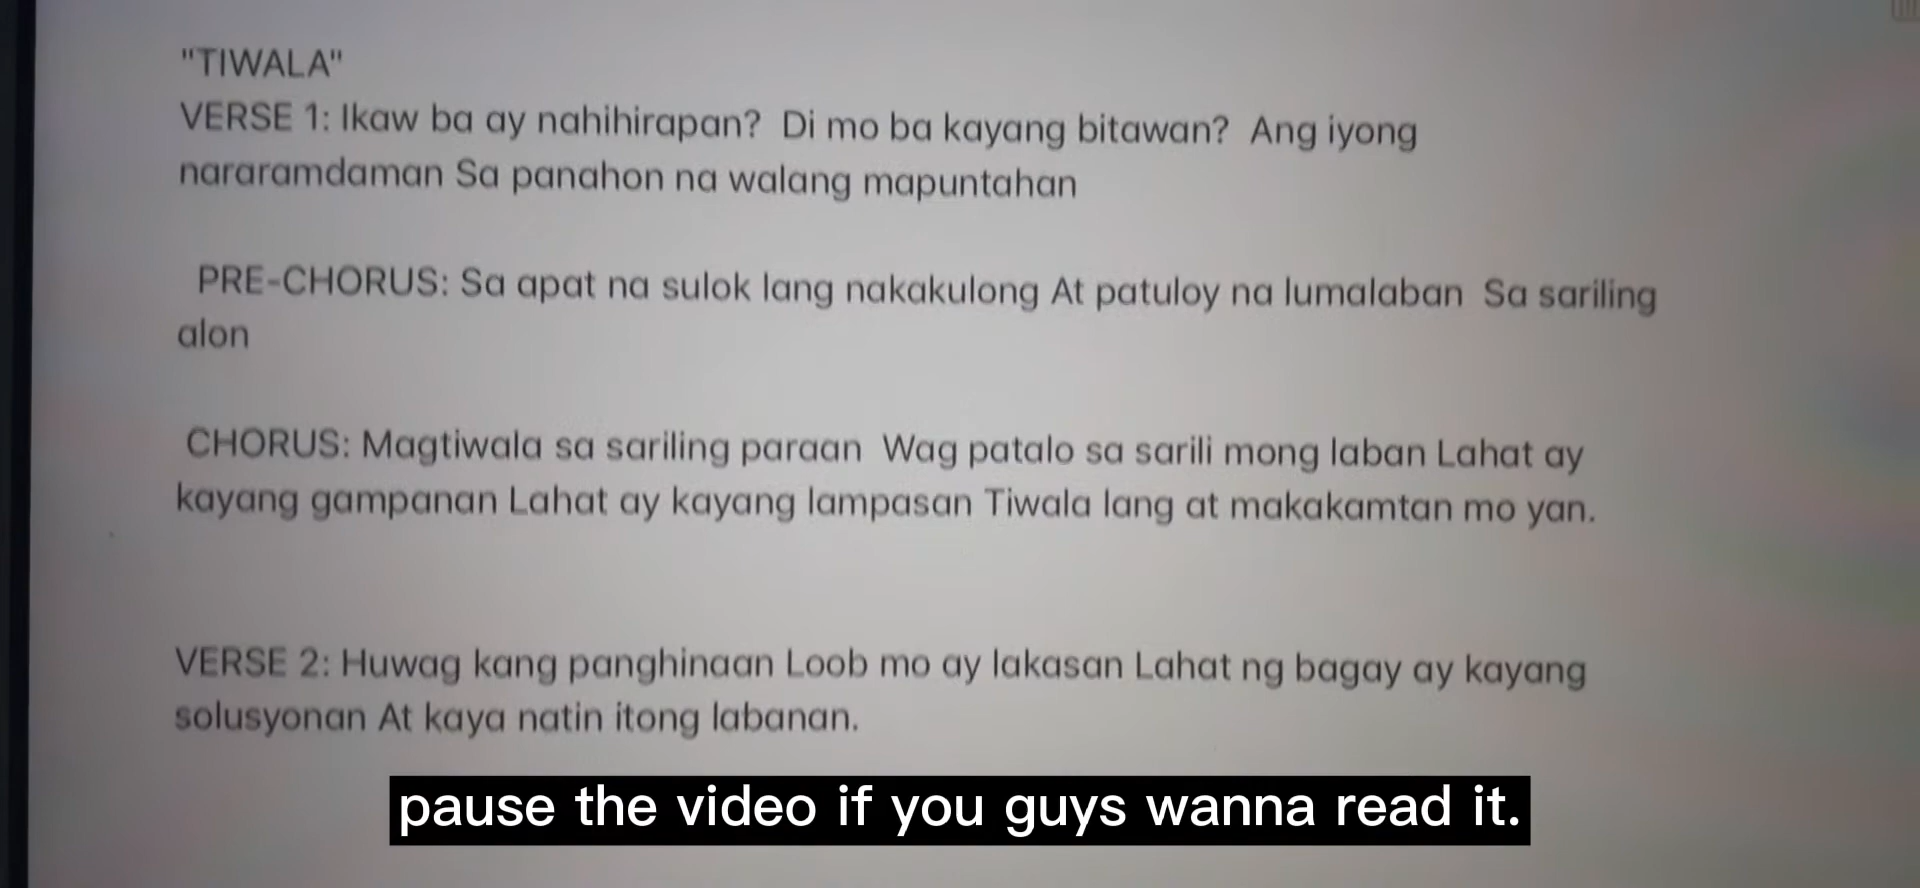 "TIWALA"
VERSE 1: Ikaw ba ay nahihirapan?  Di mo ba kayang bitawan?  Ang iyong
nararamdaman Sa panahon na walang mapuntahan
PRE-CHORUS: Sa apat na sulok lang nakakulong At patuloy na lumalaban  Sa sariling
alon
CHORUS: Magtiwala sa sariling paraan  Wag patalo sa sarili mong laban Lahat ay
kayang gampanan Lahat ay kayang lampasan Tiwala lang at makakamtan mo yan.
VERSE 2: Huwag kang panghinaan Loob mo ay lakasan Lahat ng bagay ay kayang
solusyonan At kaya natin itong labanan.
pause the video if you guys wanna read it.